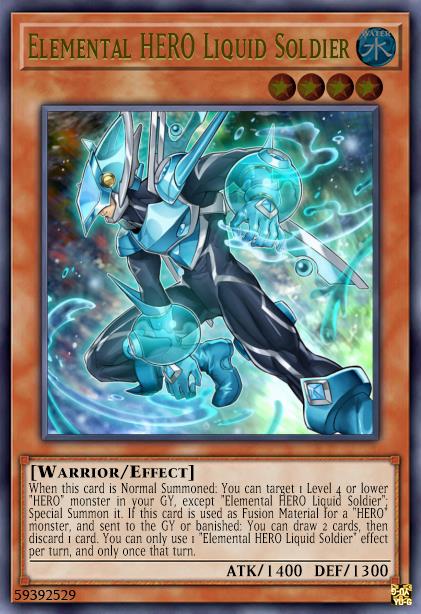 Elemental HERO Liquid Soldier
WATER
水
[Warrior/Effect]
When this card is Normal Summoned: You can target 1 Level 4 or lower
"HERO" monster in your GY, except "Elemental HERO Liquid Soldier";
Special Summon it. If this card is used as Fusion Material for a "HERO"
monster, and sent to the GY or banished: You can draw 2 cards, then
discard 1 card. You can only use 1 "Elemental HERO Liquid Soldier" effect
per turn, and only once that turn.
ATK/1400 DEF/1300
59392529